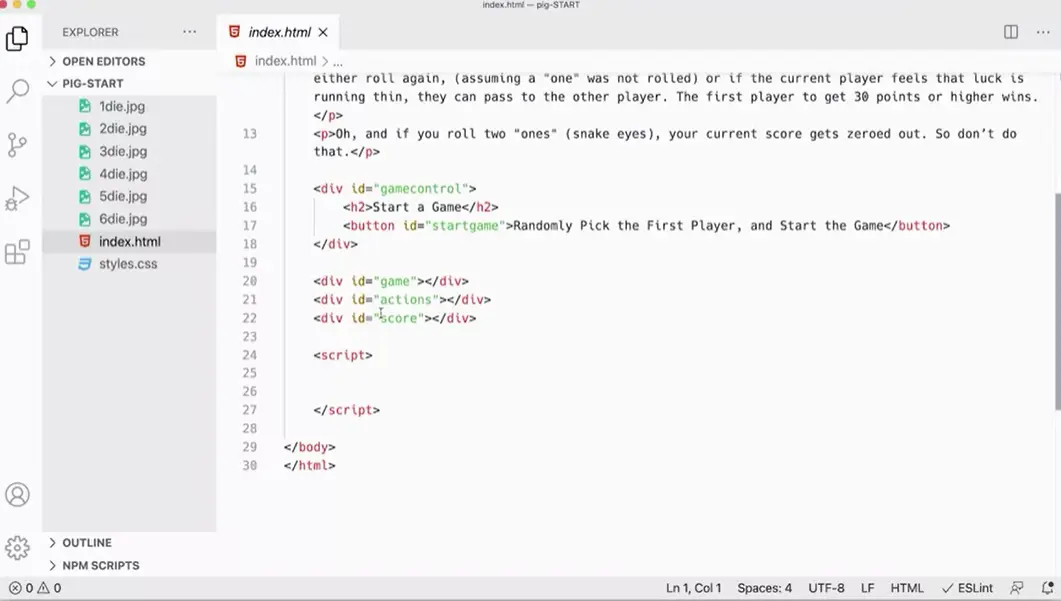 index.html — pig-START
EXPLORER
index.html
OPEN EDITORS
index.html > ...
PIG-START
1die.jpg
2die.jpg
3die.jpg
4die.jpg
5die.jpg
6die.jpg
index.html
styles.css
OUTLINE
NPM SCRIPTS
either roll again, (assuming a "one" was not rolled) or if the current player feels that luck is
running thin, they can pass to the other player. The first player to get 30 points or higher wins.
</p>
13 <p>Oh, and if you roll two "ones" (snake eyes), your current score gets zeroed out. So don’t do
that.</p>
14
15 <div id="gamecontrol">
16 <h2>Start a Game</h2>
17 <button id="startgame">Randomly Pick the First Player, and Start the Game</button>
18 </div>
19
20 <div id="game"></div>
21 <div id="actions"></div>
22 <div id="score"></div>
23
24 <script>
25
26
27 </script>
28
29 </body>
30 </html>
0 0
Ln 1, Col 1 Spaces: 4 UTF-8 LF HTML ESLint